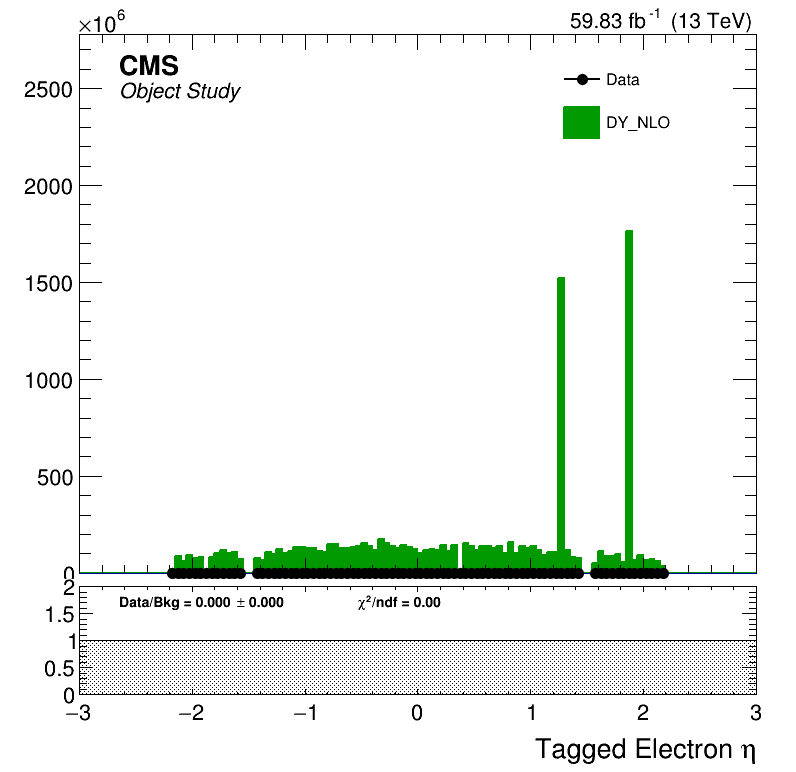 ×10⁶
59.83 fb⁻¹ (13 TeV)
CMS
Object Study
Data
DY_NLO
2500
2000
1500
1000
500
0
2
1.5
1
0.5
0
Data/Bkg = 0.000 ± 0.000
χ²/ndf = 0.00
−3
−2
−1
0
1
2
3
Tagged Electron η